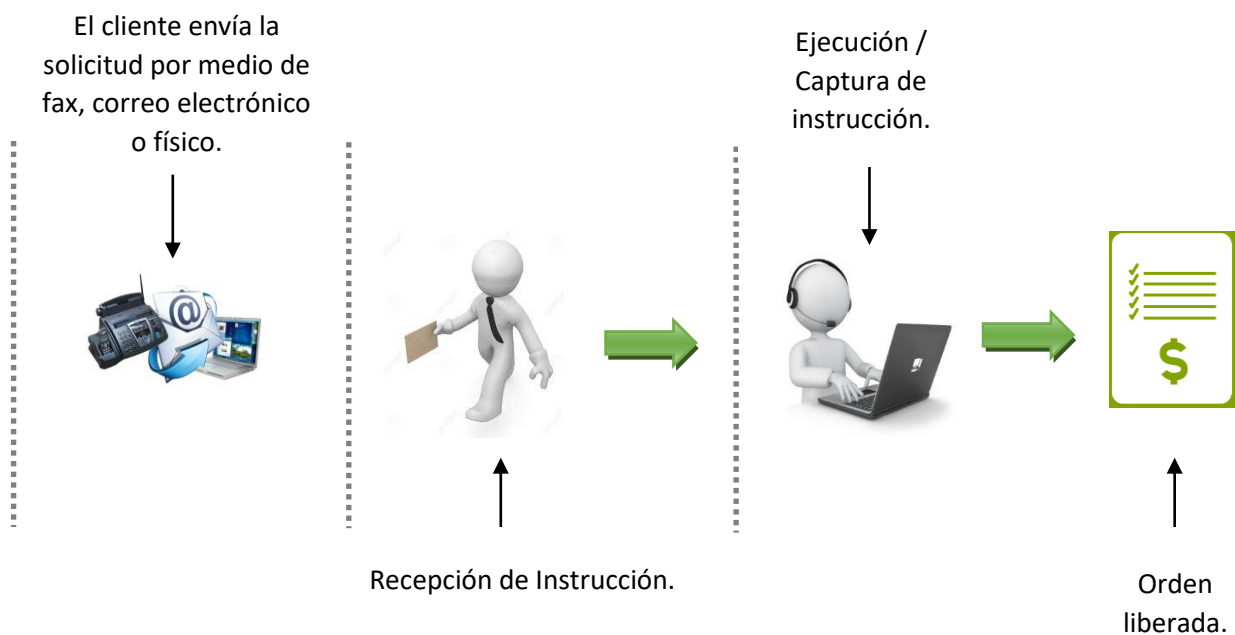 El cliente envía la
solicitud por medio de
fax, correo electrónico
o físico.
Recepción de Instrucción.
Ejecución /
Captura de
instrucción.
@
$
Orden
liberada.